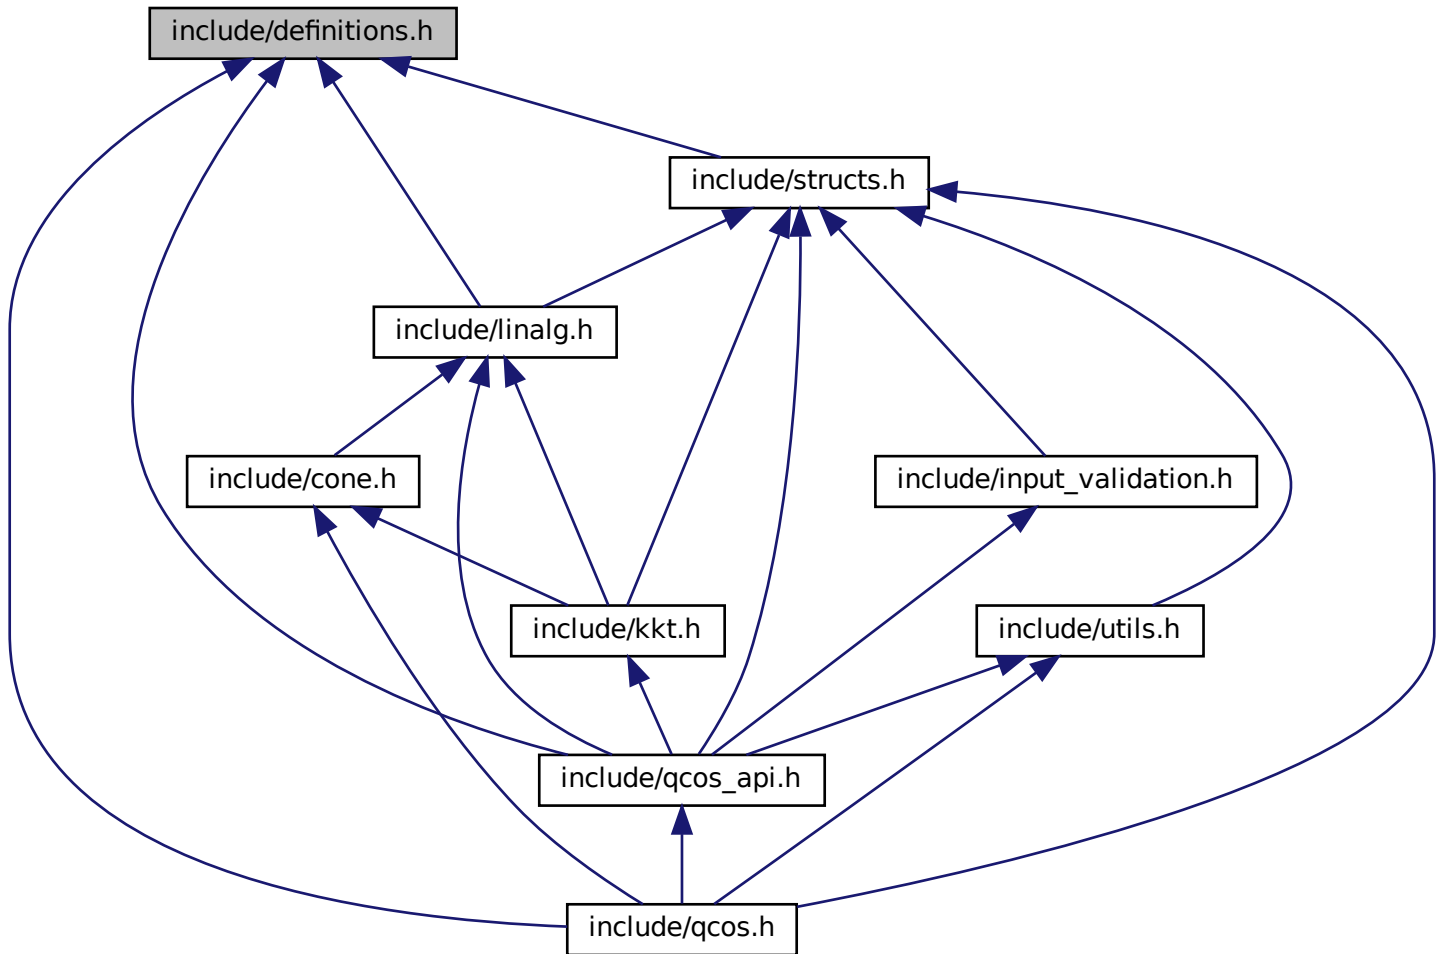 include/definitions.h
include/structs.h
include/linalg.h
include/cone.h
include/input_validation.h
include/kkt.h
include/utils.h
include/qcos_api.h
include/qcos.h